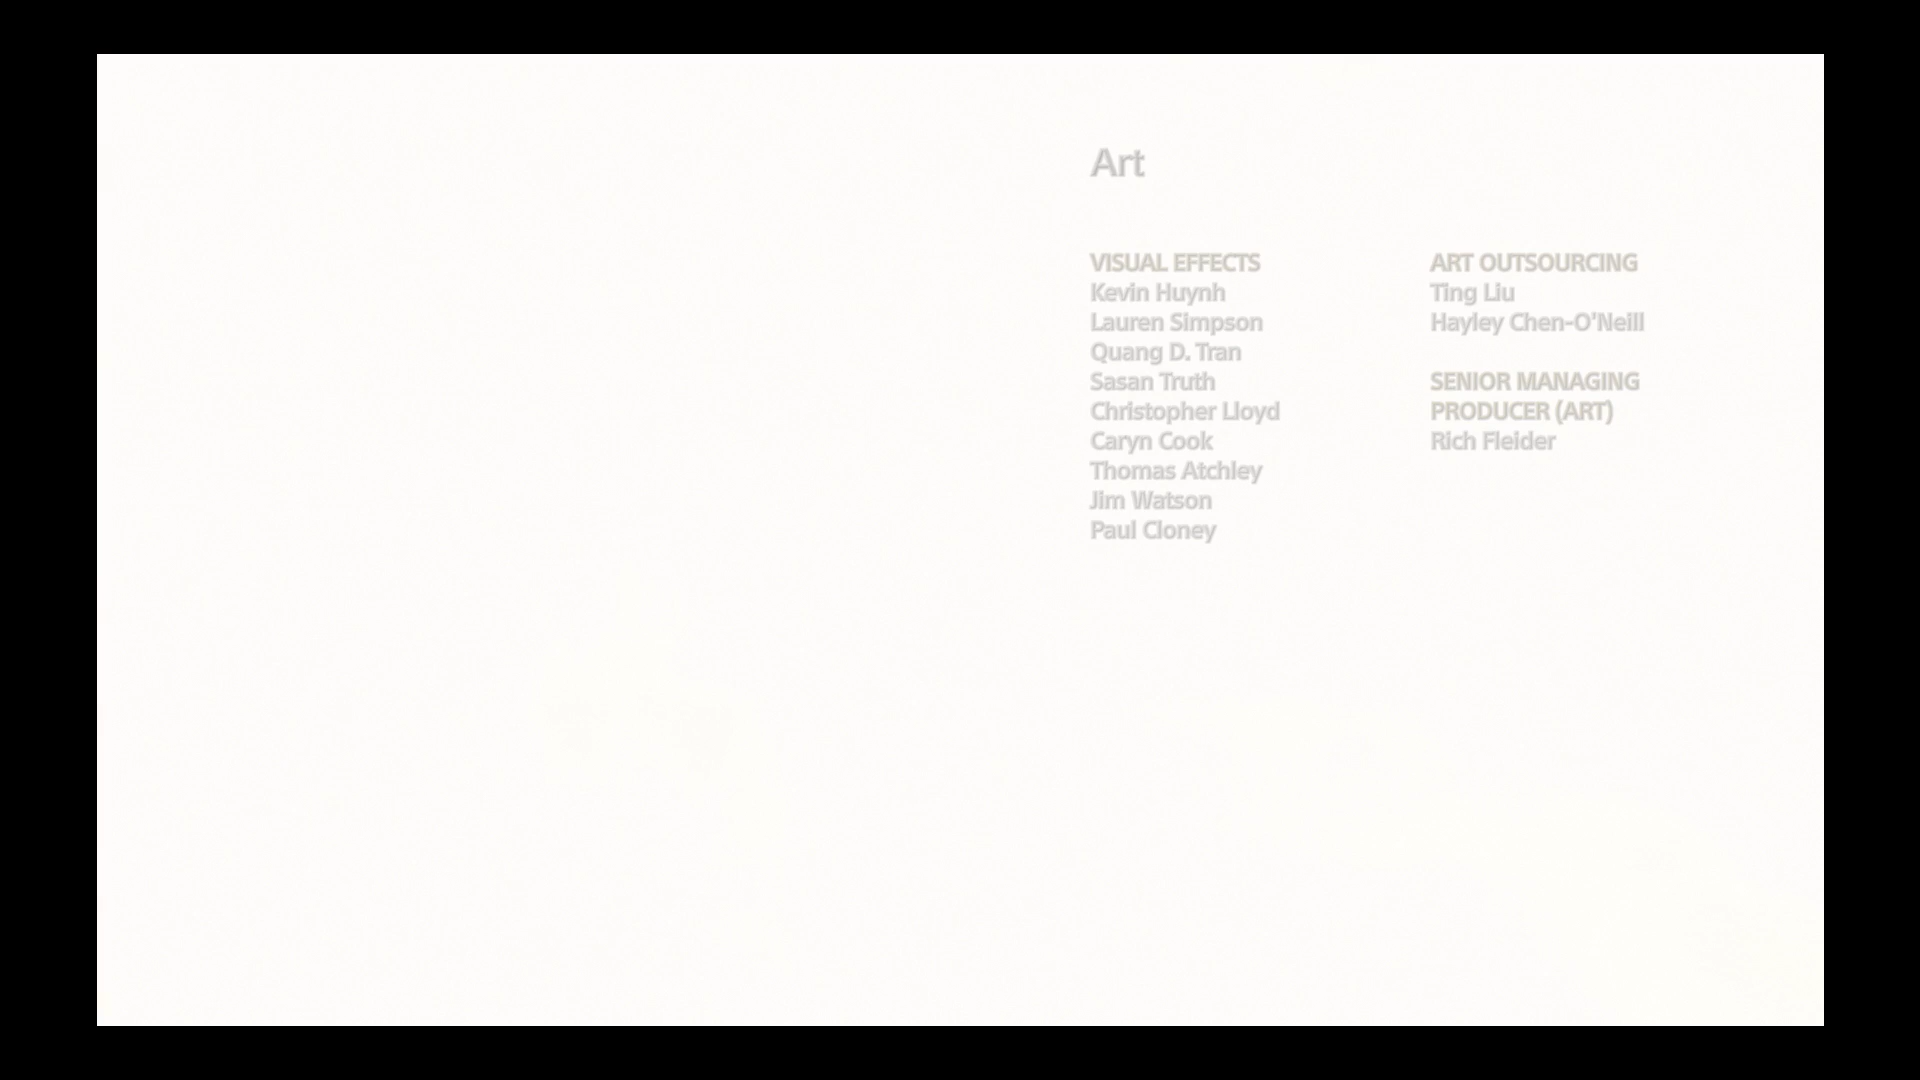 Art
VISUAL EFFECTS
Kevin Huynh
Lauren Simpson
Quang D. Tran
Sasan Truth
Christopher Lloyd
Caryn Cook
Thomas Atchley
Jim Watson
Paul Cloney
ART OUTSOURCING
Ting Liu
Hayley Chen-O'Neill
SENIOR MANAGING
PRODUCER (ART)
Rich Fleider